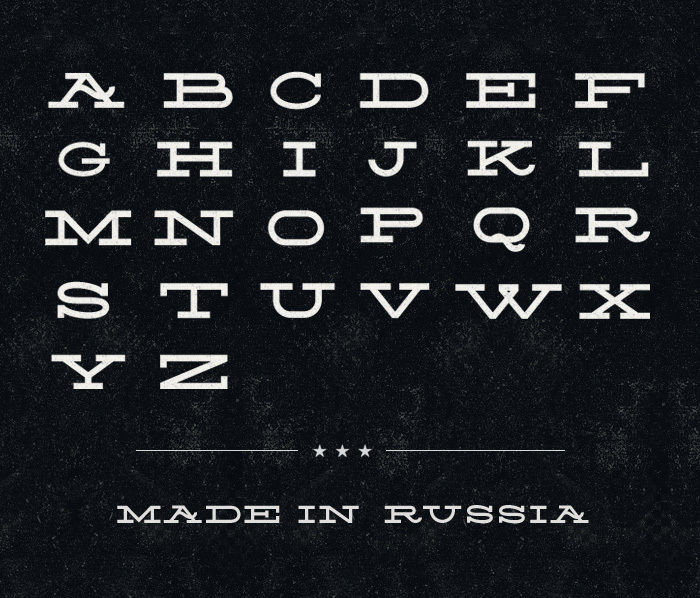 A B C D E F
G H I J K L
M N O P Q R
S T U V W X
Y Z
MADE IN RUSSIA